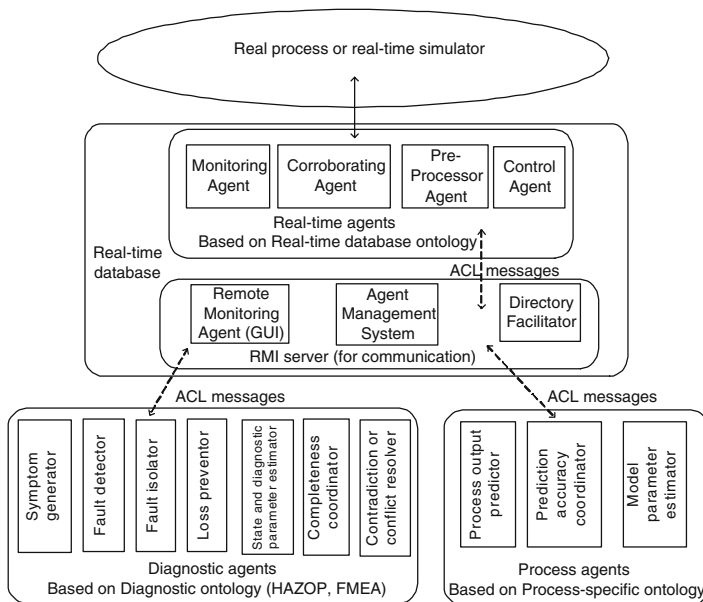 Real process or real-time simulator
Monitoring
Agent
Corroborating
Agent
Pre-
Processor
Agent
Control
Agent
Real-time agents
Based on Real-time database ontology
Real-time
database
ACL messages
Remote
Monitoring
Agent (GUI)
Agent
Management
System
Directory
Facilitator
RMI server (for communication)
ACL messages
ACL messages
Symptom
generator
Fault detector
Fault isolator
Loss preventor
State and diagnostic
parameter estimator
Completeness
coordinator
Contradiction or
conflict resolver
Diagnostic agents
Based on Diagnostic ontology (HAZOP, FMEA)
Process output
predictor
Prediction
accuracy
coordinator
Model
parameter
estimator
Process agents
Based on Process-specific ontology